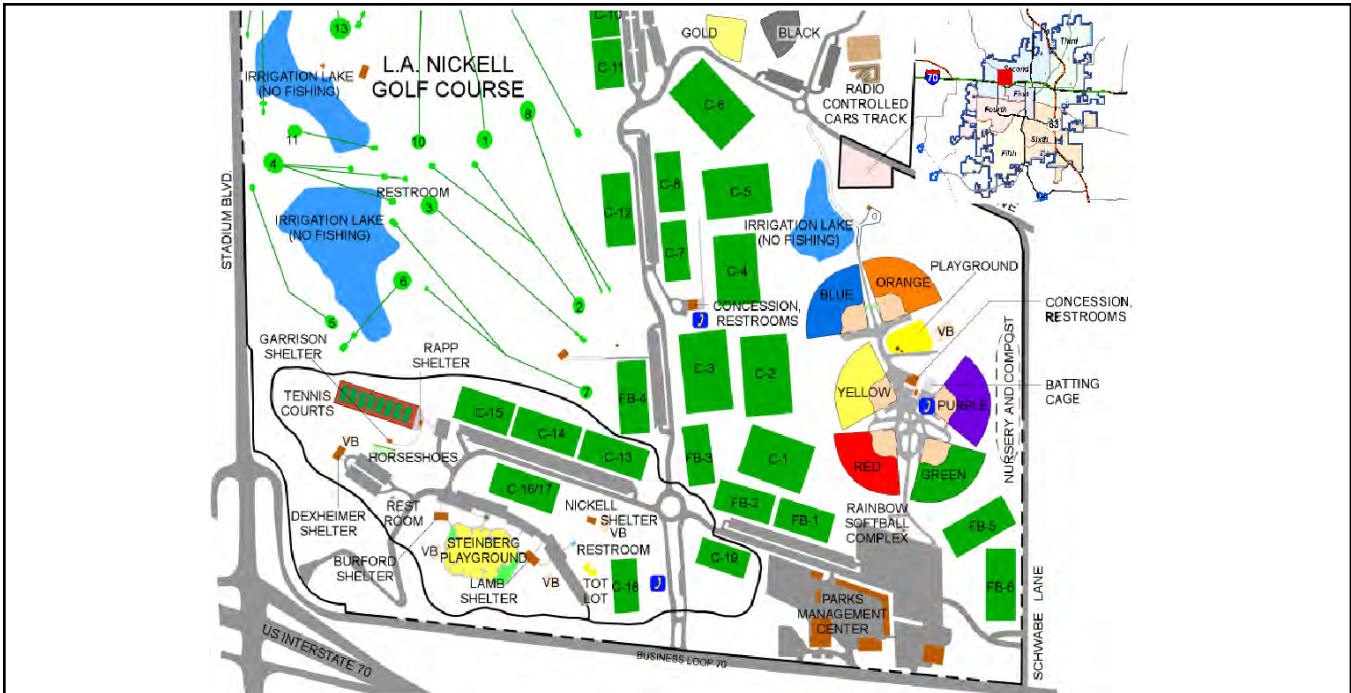 13
C-10
GOLD
BLACK
Third
L.A. NICKELL
GOLF COURSE
C-11
IRRIGATION LAKE
(NO FISHING)
Second
70
RADIO
CONTROLLED
CARS TRACK
First
Fourth
63
Sixth
Fifth
C-6
8
11
10
1
4
RESTROOM
3
C-8
C-5
C-12
IRRIGATION LAKE
(NO FISHING)
IRRIGATION LAKE
(NO FISHING)
STADIUM BLVD.
C-7
C-4
PLAYGROUND
BLUE
ORANGE
6
2
CONCESSION,
RESTROOMS
CONCESSION,
RESTROOMS
VB
5
GARRISON
SHELTER
RAPP
SHELTER
C-3
C-2
NURSERY AND COMPOST
7
FB-4
YELLOW
PURPLE
BATTING
CAGE
TENNIS
COURTS
C-15
C-14
C-13
VB
HORSESHOES
FB-3
C-1
RED
GREEN
C-16/17
NICKELL
SHELTER
VB
FB-2
FB-1
RAINBOW
SOFTBALL
COMPLEX
FB-5
DEXHEIMER
SHELTER
REST
ROOM
STEINBERG
PLAYGROUND
RESTROOM
C-19
VB
BURFORD
SHELTER
LAMB
SHELTER
VB
TOT
LOT
C-18
FB-6
PARKS
MANAGEMENT
CENTER
SCHWABE LANE
US INTERSTATE 70
BUSINESS LOOP 70